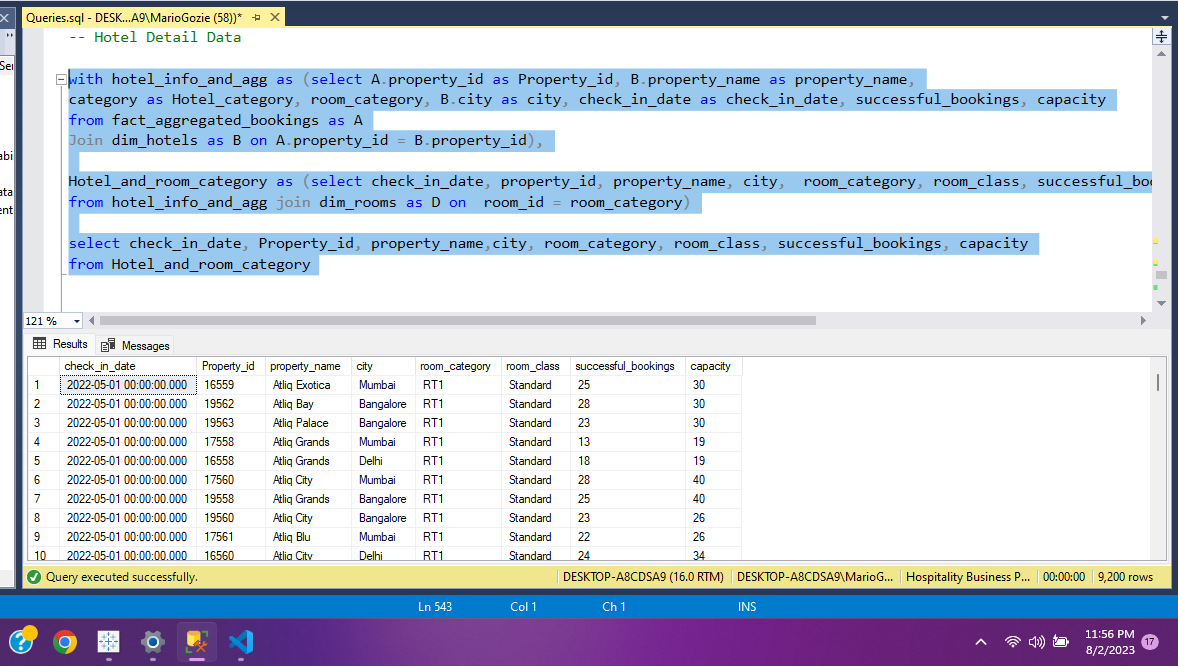 Queries.sql - DESK...A9\MarioGozie (58))*
-- Hotel Detail Data
with hotel_info_and_agg as (select A.property_id as Property_id, B.property_name as property_name,
category as Hotel_category, room_category, B.city as city, check_in_date as check_in_date, successful_bookings, capacity
from fact_aggregated_bookings as A
Join dim_hotels as B on A.property_id = B.property_id),
Hotel_and_room_category as (select check_in_date, property_id, property_name, city,  room_category, room_class, successful_bo
from hotel_info_and_agg join dim_rooms as D on  room_id = room_category)
select check_in_date, Property_id, property_name,city, room_category, room_class, successful_bookings, capacity
from Hotel_and_room_category
121 %
Results Messages
check_in_date Property_id property_name city room_category room_class successful_bookings capacity
1 2022-05-01 00:00:00.000 16559 Atliq Exotica Mumbai RT1 Standard 25 30
2 2022-05-01 00:00:00.000 19562 Atliq Bay Bangalore RT1 Standard 28 30
3 2022-05-01 00:00:00.000 19563 Atliq Palace Bangalore RT1 Standard 23 30
4 2022-05-01 00:00:00.000 17558 Atliq Grands Mumbai RT1 Standard 13 19
5 2022-05-01 00:00:00.000 16558 Atliq Grands Delhi RT1 Standard 18 19
6 2022-05-01 00:00:00.000 17560 Atliq City Mumbai RT1 Standard 28 40
7 2022-05-01 00:00:00.000 19558 Atliq Grands Bangalore RT1 Standard 25 40
8 2022-05-01 00:00:00.000 19560 Atliq City Bangalore RT1 Standard 23 26
9 2022-05-01 00:00:00.000 17561 Atliq Blu Mumbai RT1 Standard 22 26
10 2022-05-01 00:00:00.000 16560 Atliq City Delhi RT1 Standard 24 34
Query executed successfully. DESKTOP-A8CDSA9 (16.0 RTM) DESKTOP-A8CDSA9\MarioG... Hospitality Business P... 00:00:00 9,200 rows
Ln 543 Col 1 Ch 1 INS
11:56 PM
8/2/2023
17